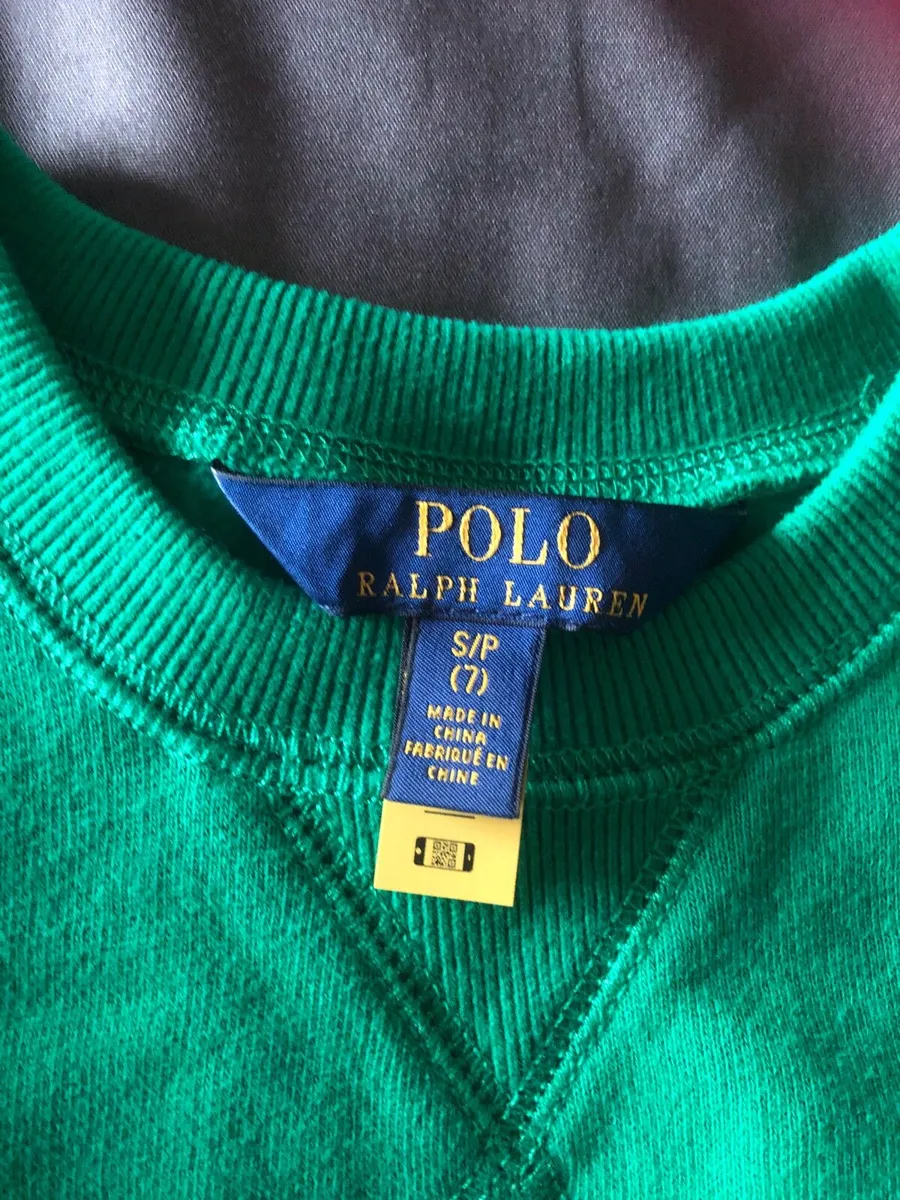 POLO
RALPH LAUREN
S/P
(7)
MADE IN
CHINA
FABRIQUÉ EN
CHINE